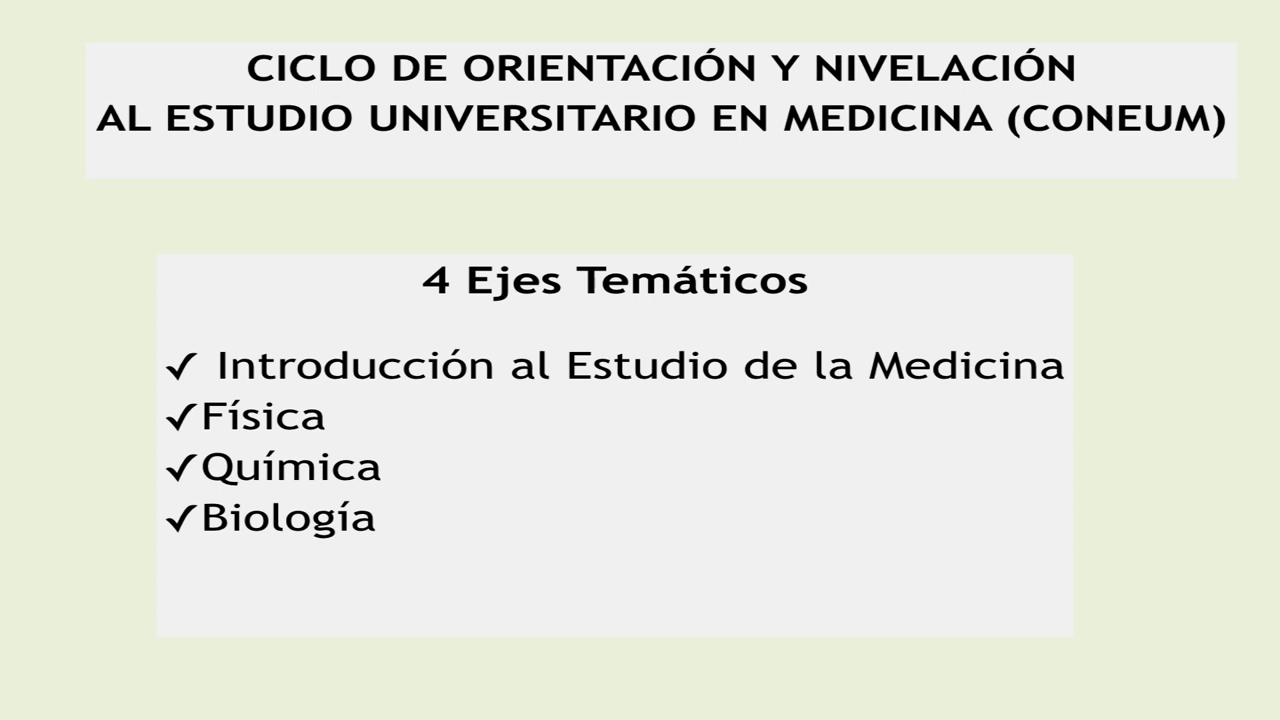 CICLO DE ORIENTACIÓN Y NIVELACIÓN
AL ESTUDIO UNIVERSITARIO EN MEDICINA (CONEUM)
4 Ejes Temáticos
✓ Introducción al Estudio de la Medicina
✓Física
✓Química
✓Biología